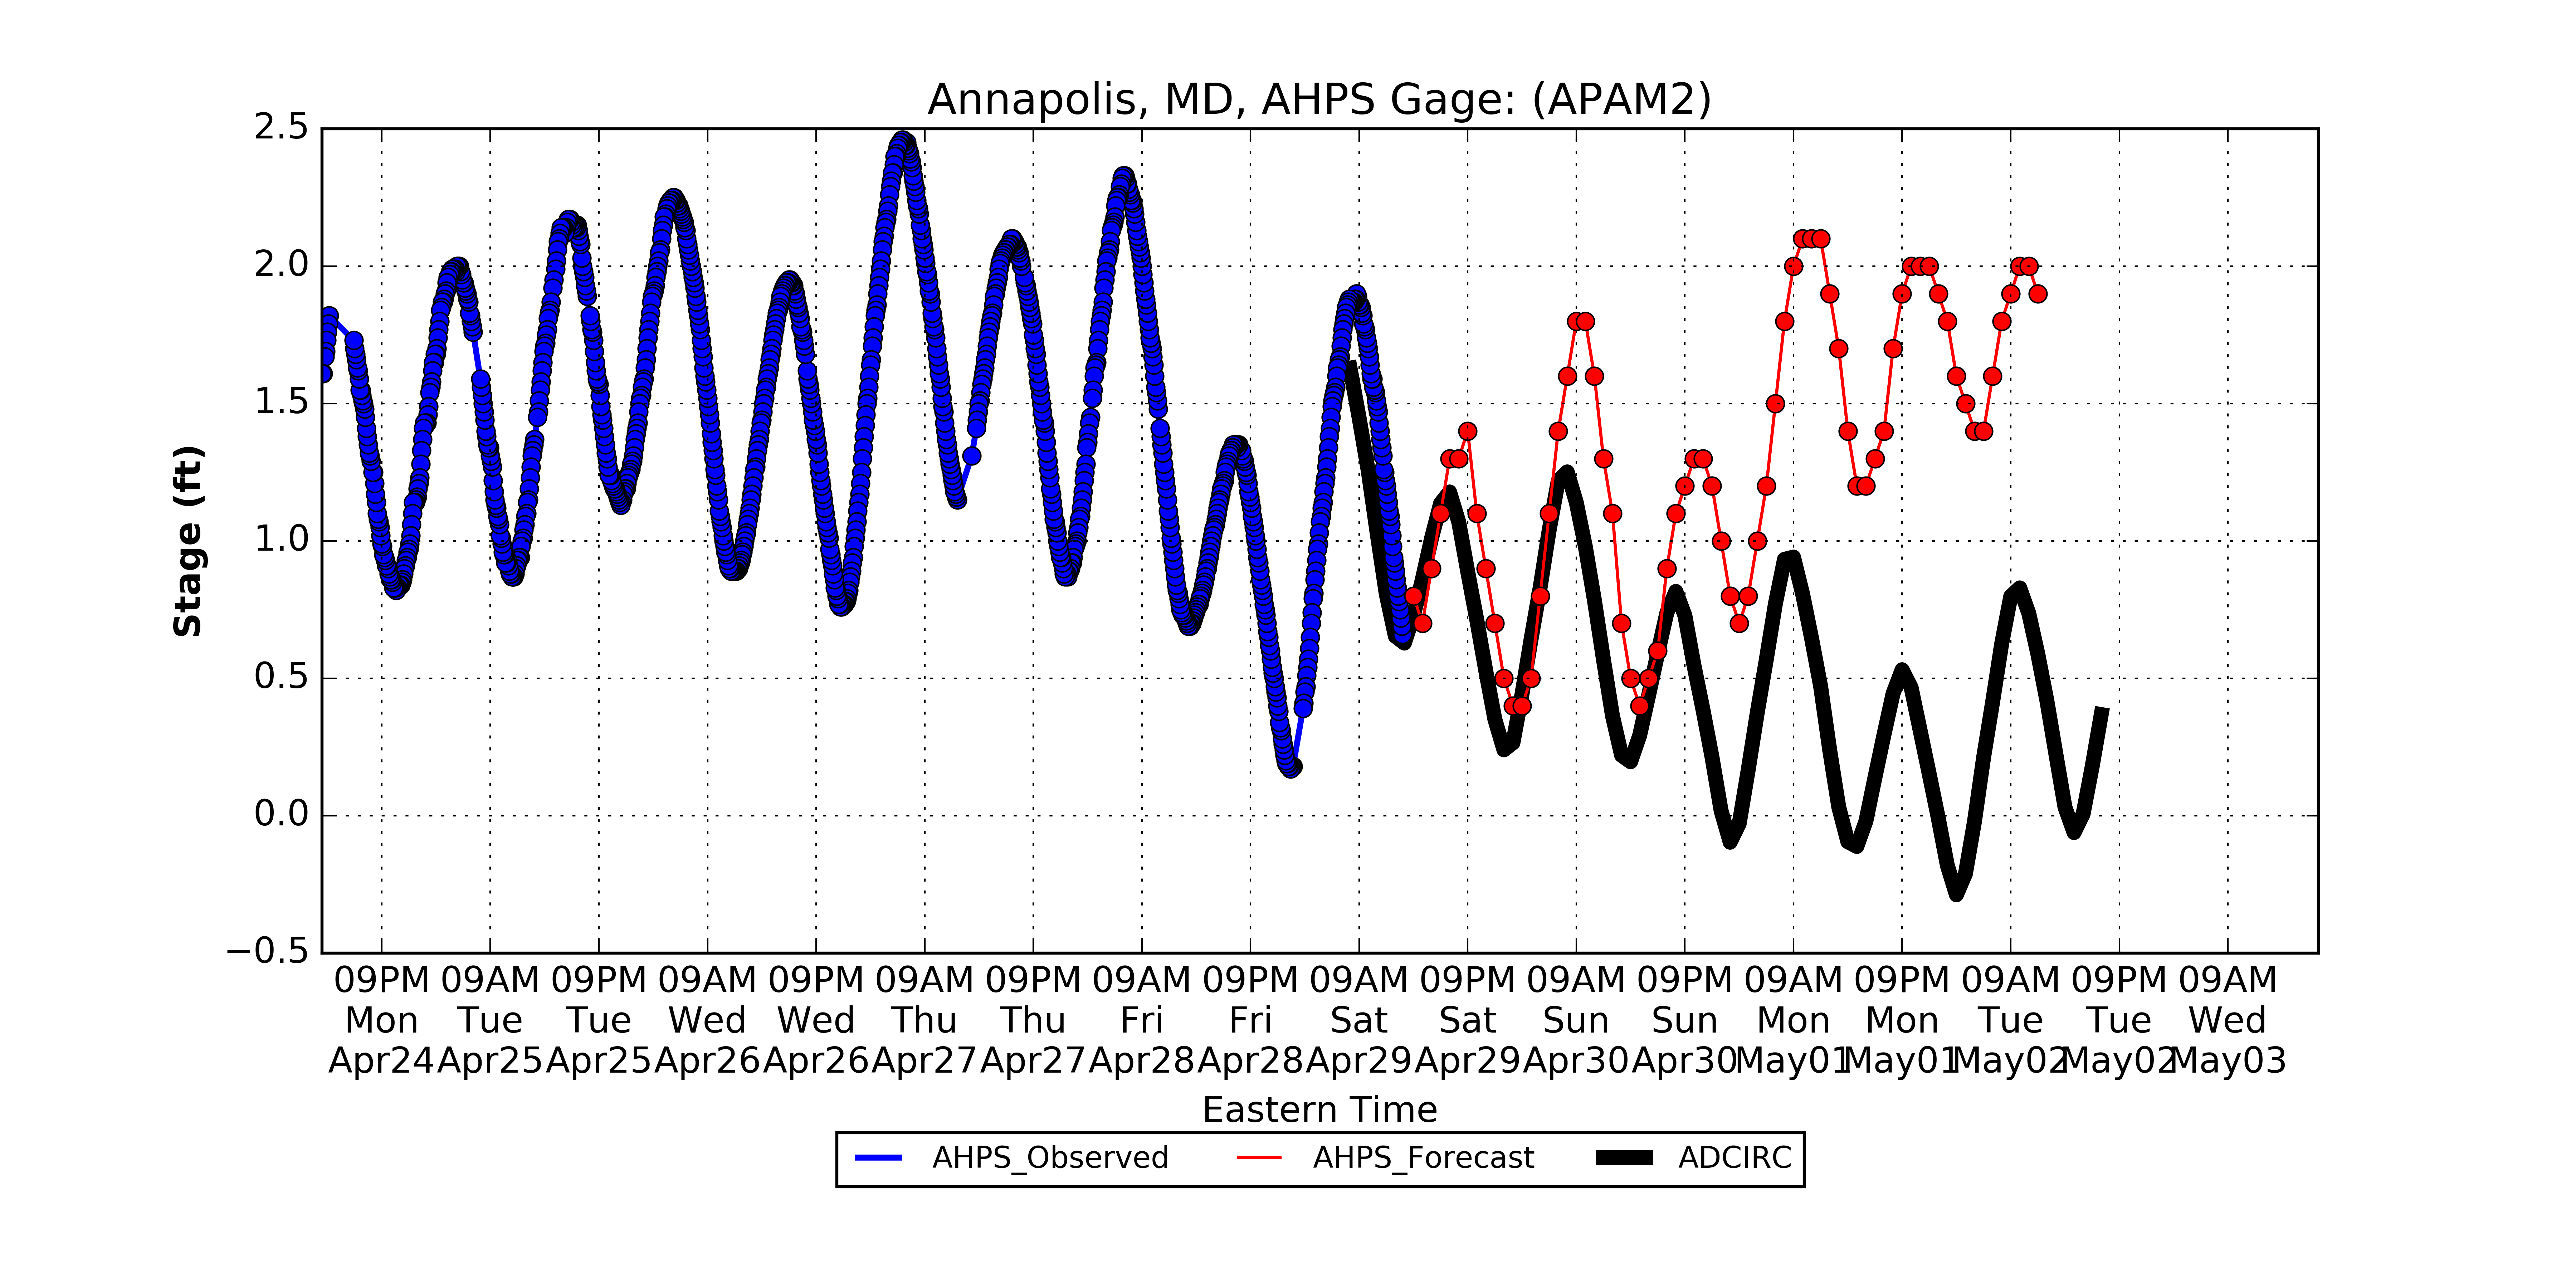 Annapolis, MD, AHPS Gage: (APAM2)
2.5
2.0
1.5
1.0
0.5
0.0
−0.5
Stage (ft)
09PM 09AM 09PM 09AM 09PM 09AM 09PM 09AM 09PM 09AM 09PM 09AM 09PM 09AM 09PM 09AM 09PM 09AM
Mon Tue Tue Wed Wed Thu Thu Fri Fri Sat Sat Sun Sun Mon Mon Tue Tue Wed
Apr24 Apr25 Apr25 Apr26 Apr26 Apr27 Apr27 Apr28 Apr28 Apr29 Apr29 Apr30 Apr30 May01 May01 May02 May02 May03
Eastern Time
AHPS_Observed AHPS_Forecast ADCIRC